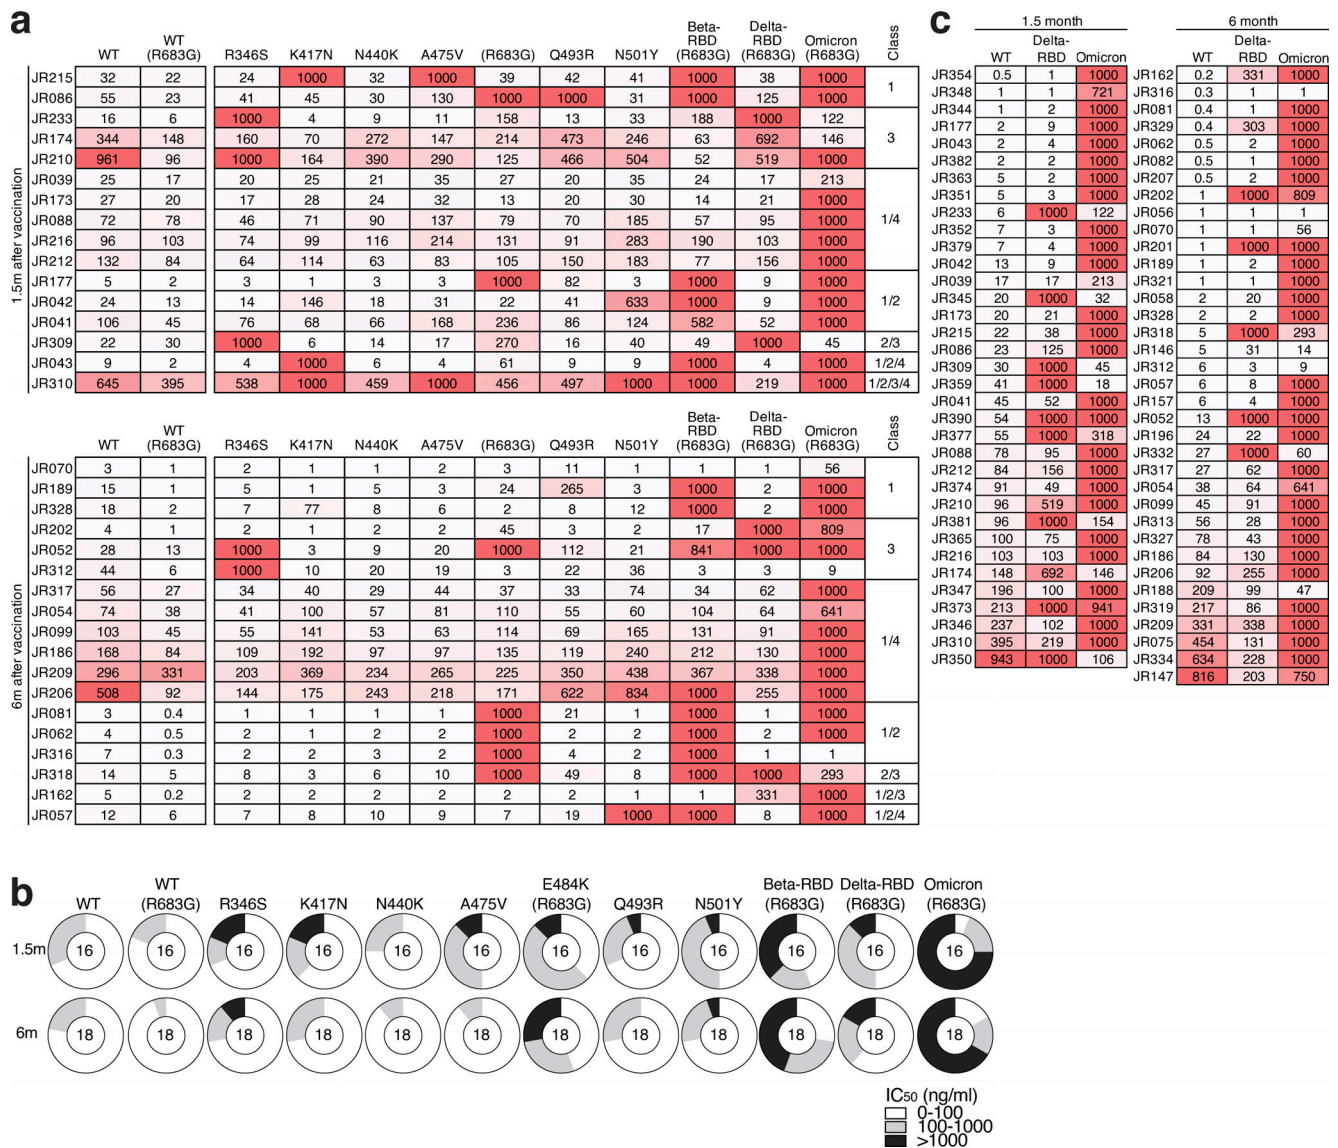 a
WT WT (R683G) R346S K417N N440K A475V (R683G) Q493R N501Y Beta-RBD (R683G) Delta-RBD (R683G) Omicron (R683G) Class
1.5m after vaccination
JR215 32 22 24 1000 32 1000 39 42 41 1000 38 1000 1
JR086 55 23 41 45 30 130 1000 1000 31 1000 125 1000
JR233 16 6 1000 4 9 11 158 13 33 188 1000 122 3
JR174 344 148 160 70 272 147 214 473 246 63 692 146
JR210 961 96 1000 164 390 290 125 466 504 52 519 1000
JR039 25 17 20 25 21 35 27 20 35 24 17 213 1/4
JR173 27 20 17 28 24 32 13 20 30 14 21 1000
JR088 72 78 46 71 90 137 79 70 185 57 95 1000
JR216 96 103 74 99 116 214 131 91 283 190 103 1000
JR212 132 84 64 114 63 83 105 150 183 77 156 1000
JR177 5 2 3 1 3 3 1000 82 3 1000 9 1000 1/2
JR042 24 13 14 146 18 31 22 41 633 1000 9 1000
JR041 106 45 76 68 66 168 236 86 124 582 52 1000
JR309 22 30 1000 6 14 17 270 16 40 49 1000 45 2/3
JR043 9 2 4 1000 6 4 61 9 9 1000 4 1000 1/2/4
JR310 645 395 538 1000 459 1000 456 497 1000 1000 219 1000 1/2/3/4
WT WT (R683G) R346S K417N N440K A475V (R683G) Q493R N501Y Beta-RBD (R683G) Delta-RBD (R683G) Omicron (R683G) Class
6m after vaccination
JR070 3 1 2 1 1 2 3 11 1 1 1 56 1
JR189 15 1 5 1 5 3 24 265 3 1000 2 1000
JR328 18 2 7 77 8 6 2 8 12 1000 2 1000
JR202 4 1 2 1 2 2 45 3 2 17 1000 809 3
JR052 28 13 1000 3 9 20 1000 112 21 841 1000 1000
JR312 44 6 1000 10 20 19 3 22 36 3 3 9
JR317 56 27 34 40 29 44 37 33 74 34 62 1000 1/4
JR054 74 38 41 100 57 81 110 55 60 104 64 641
JR099 103 45 55 141 53 63 114 69 165 131 91 1000
JR186 168 84 109 192 97 97 135 119 240 212 130 1000
JR209 296 331 203 369 234 265 225 350 438 367 338 1000
JR206 508 92 144 175 243 218 171 622 834 1000 255 1000
JR081 3 0.4 1 1 1 1 1000 21 1 1000 1 1000 1/2
JR062 4 0.5 2 1 2 2 1000 2 2 1000 2 1000
JR316 7 0.3 2 2 3 2 1000 4 2 1000 1 1
JR318 14 5 8 3 6 10 1000 49 8 1000 1000 293 2/3
JR162 5 0.2 2 2 2 2 2 2 1 1 331 1000 1/2/3
JR057 12 6 7 8 10 9 7 19 1000 1000 8 1000 1/2/4
b
WT WT (R683G) R346S K417N N440K A475V E484K (R683G) Q493R N501Y Beta-RBD (R683G) Delta-RBD (R683G) Omicron (R683G)
1.5m 16 16 16 16 16 16 16 16 16 16 16 16
6m 18 18 18 18 18 18 18 18 18 18 18 18
IC50 (ng/ml)
0-100
100-1000
>1000
c
1.5 month
WT Delta-RBD Omicron
JR354 0.5 1 1000
JR348 1 1 721
JR344 1 2 1000
JR177 2 9 1000
JR043 2 4 1000
JR382 2 2 1000
JR363 5 2 1000
JR351 5 3 1000
JR233 6 1000 122
JR352 7 3 1000
JR379 7 4 1000
JR042 13 9 1000
JR039 17 17 213
JR345 20 1000 32
JR173 20 21 1000
JR215 22 38 1000
JR086 23 125 1000
JR309 30 1000 45
JR359 41 1000 18
JR041 45 52 1000
JR390 54 1000 1000
JR377 55 1000 318
JR088 78 95 1000
JR212 84 156 1000
JR374 91 49 1000
JR210 96 519 1000
JR381 96 1000 154
JR365 100 75 1000
JR216 103 103 1000
JR174 148 692 146
JR347 196 100 1000
JR373 213 1000 941
JR346 237 102 1000
JR310 395 219 1000
JR350 943 1000 106
6 month
WT Delta-RBD Omicron
JR162 0.2 331 1000
JR316 0.3 1 1
JR081 0.4 1 1000
JR329 0.4 303 1000
JR062 0.5 2 1000
JR082 0.5 1 1000
JR207 0.5 2 1000
JR202 1 1000 809
JR056 1 1 1
JR070 1 1 56
JR201 1 1000 1000
JR189 1 2 1000
JR321 1 1 1000
JR058 2 20 1000
JR328 2 2 1000
JR318 5 1000 293
JR146 5 31 14
JR312 6 3 9
JR057 6 8 1000
JR157 6 4 1000
JR052 13 1000 1000
JR196 24 22 1000
JR332 27 1000 60
JR317 27 62 1000
JR054 38 64 641
JR099 45 91 1000
JR313 56 28 1000
JR327 78 43 1000
JR186 84 130 1000
JR206 92 255 1000
JR188 209 99 47
JR319 217 86 1000
JR209 331 338 1000
JR075 454 131 1000
JR334 634 228 1000
JR147 816 203 750